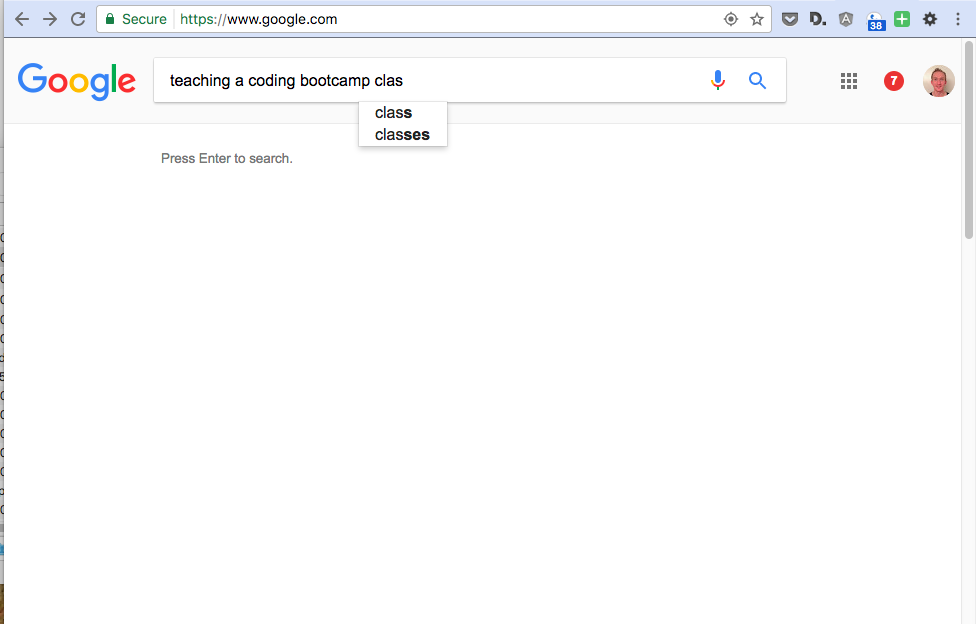 Secure https://www.google.com
D.
A
38
Google
teaching a coding bootcamp clas
7
class
classes
Press Enter to search.